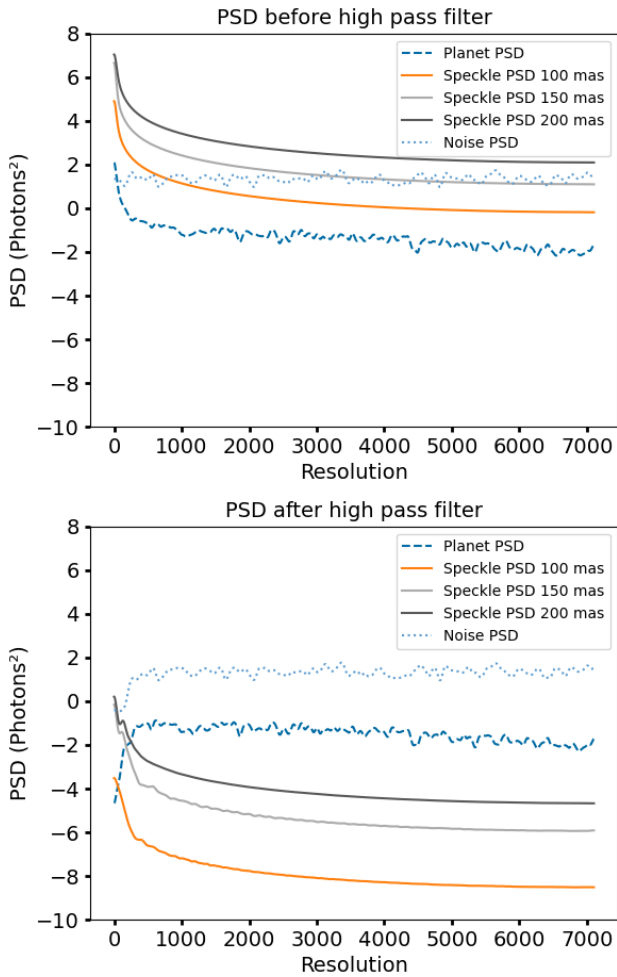 PSD before high pass filter
8
6
4
2
0
−2
−4
−6
−8
−10
PSD (Photons²)
Planet PSD
Speckle PSD 100 mas
Speckle PSD 150 mas
Speckle PSD 200 mas
Noise PSD
0 1000 2000 3000 4000 5000 6000 7000
Resolution
PSD after high pass filter
8
6
4
2
0
−2
−4
−6
−8
−10
PSD (Photons²)
Planet PSD
Speckle PSD 100 mas
Speckle PSD 150 mas
Speckle PSD 200 mas
Noise PSD
0 1000 2000 3000 4000 5000 6000 7000
Resolution